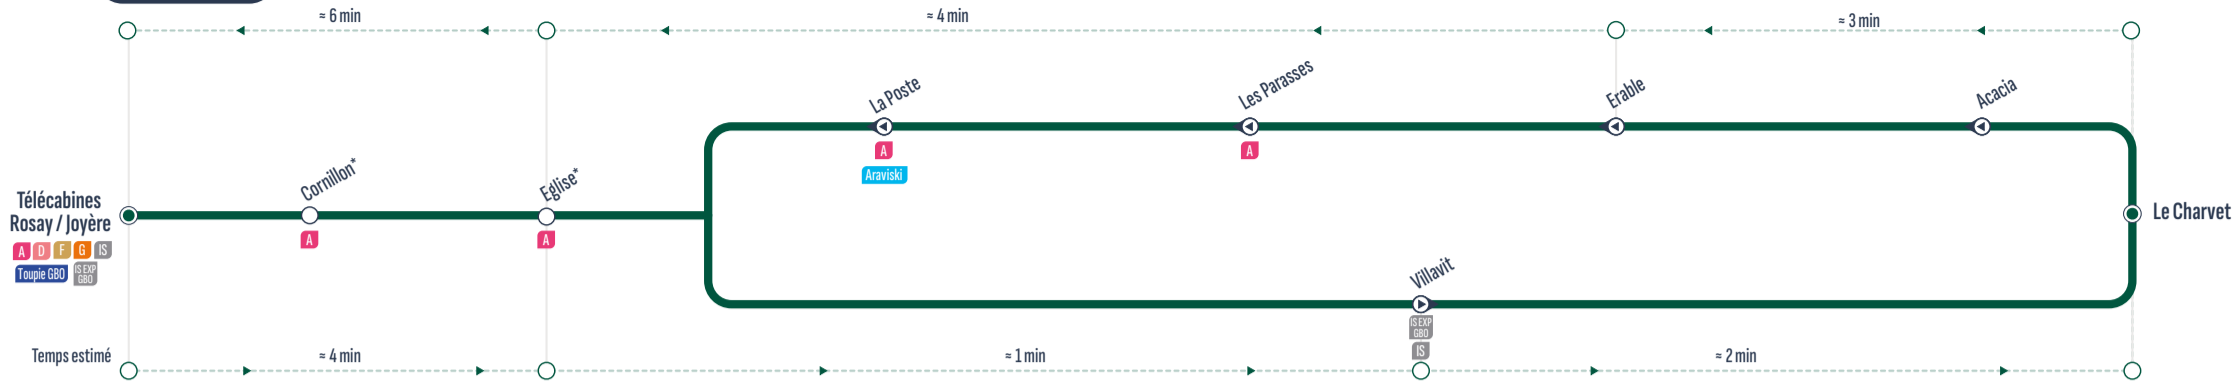 ≈ 6 min
≈ 4 min
≈ 3 min
La Poste
Les Parasses
Erable
Acacia
A
Araviski
A
Cornillon*
Eglise*
Télécabines
Rosay / Joyère
A D F G IS
Toupie GBO
IS EXP
GBO
A
A
Le Charvet
Villavit
IS EXP
GBO
IS
Temps estimé
≈ 4 min
≈ 1 min
≈ 2 min